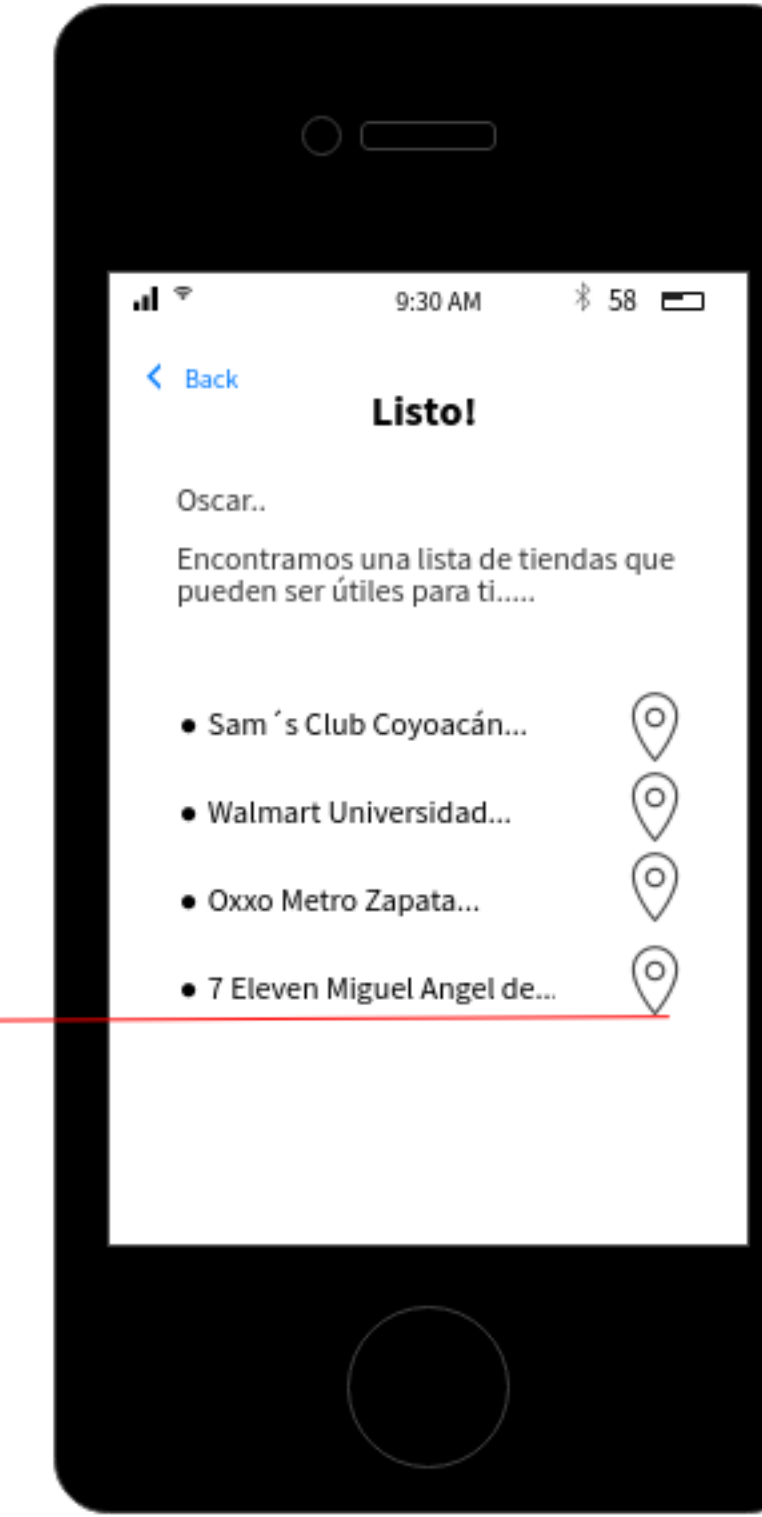 9:30 AM
58
Back
Listo!
Oscar..
Encontramos una lista de tiendas que
pueden ser útiles para ti.....
● Sam´s Club Coyoacán...
● Walmart Universidad...
● Oxxo Metro Zapata...
● 7 Eleven Miguel Angel de...